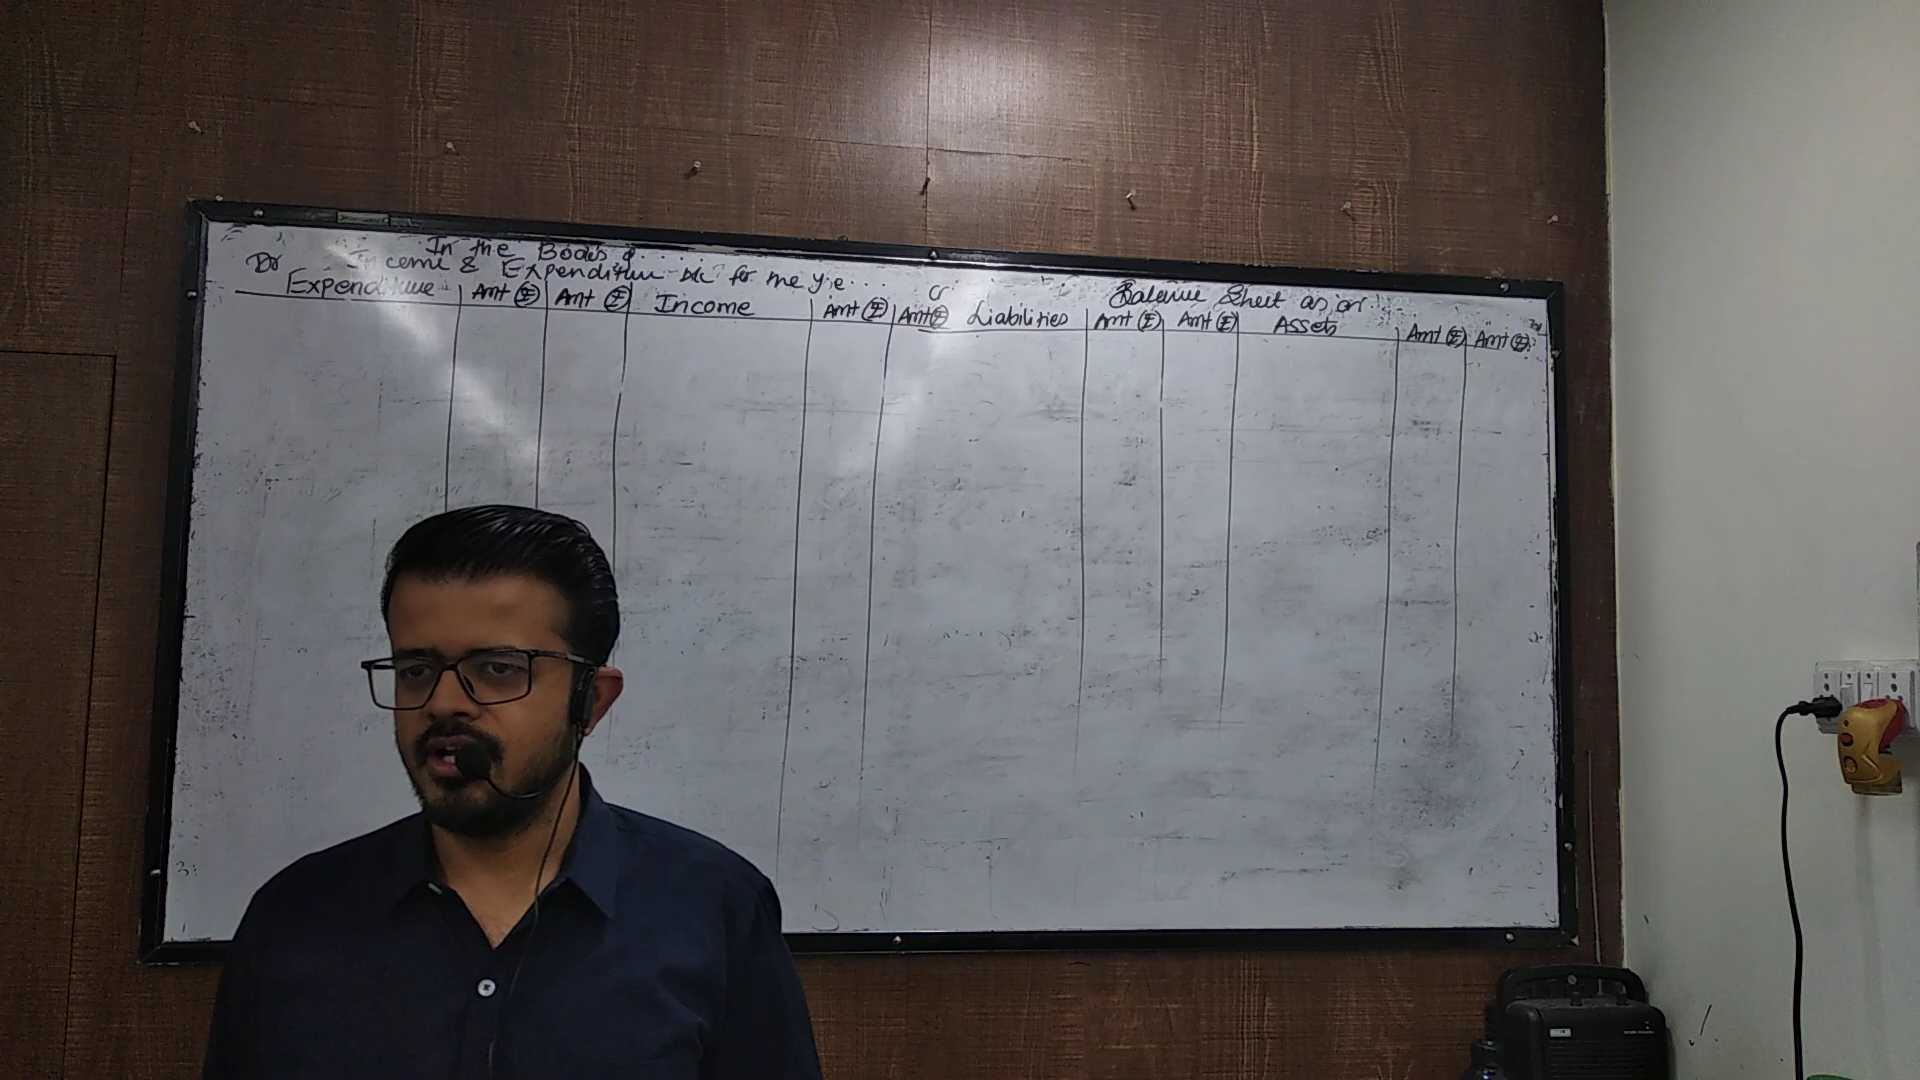 In the Books of.....
Dr Income & Expenditure A/c for the y.e... Cr
Expenditure Amt (₹) Amt (₹) Income Amt (₹) Amt (₹)
Balance Sheet as on...
Liabilities Amt (₹) Amt (₹) Assets Amt (₹) Amt (₹)